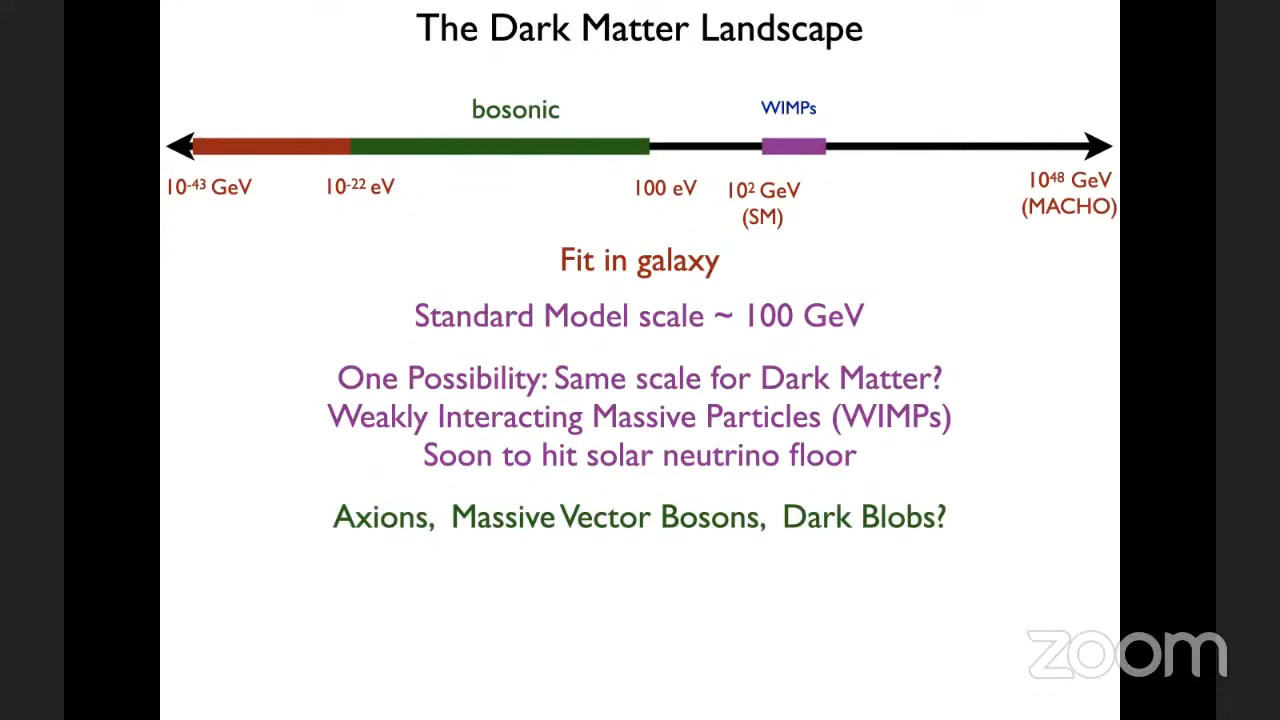 The Dark Matter Landscape
bosonic
WIMPs
10⁻⁴³ GeV
10⁻²² eV
100 eV
10² GeV
(SM)
10⁴⁸ GeV
(MACHO)
Fit in galaxy
Standard Model scale ~ 100 GeV
One Possibility: Same scale for Dark Matter?
Weakly Interacting Massive Particles (WIMPs)
Soon to hit solar neutrino floor
Axions, Massive Vector Bosons, Dark Blobs?
zoom